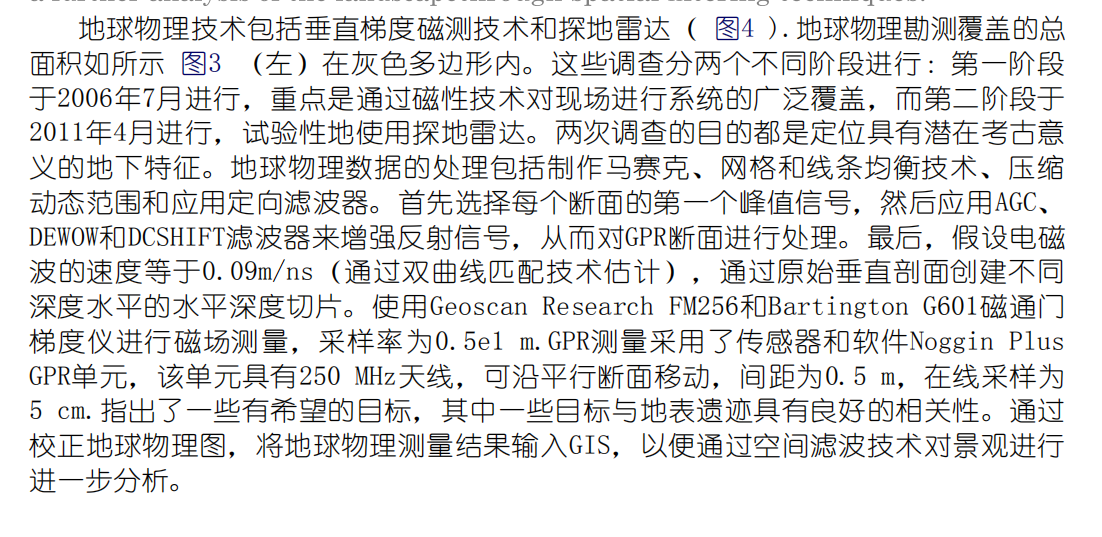 地球物理技术包括垂直梯度磁测技术和探地雷达（ 图4 ）.地球物理勘测覆盖的总
面积如所示 图3 （左）在灰色多边形内。这些调查分两个不同阶段进行：第一阶段
于2006年7月进行，重点是通过磁性技术对现场进行系统的广泛覆盖，而第二阶段于
2011年4月进行，试验性地使用探地雷达。两次调查的目的都是定位具有潜在考古意
义的地下特征。地球物理数据的处理包括制作马赛克、网格和线条均衡技术、压缩
动态范围和应用定向滤波器。首先选择每个断面的第一个峰值信号，然后应用AGC、
DEWOW和DCSHIFT滤波器来增强反射信号，从而对GPR断面进行处理。最后，假设电磁
波的速度等于0.09m/ns（通过双曲线匹配技术估计），通过原始垂直剖面创建不同
深度水平的水平深度切片。使用Geoscan Research FM256和Bartington G601磁通门
梯度仪进行磁场测量，采样率为0.5e1 m.GPR测量采用了传感器和软件Noggin Plus
GPR单元，该单元具有250 MHz天线，可沿平行断面移动，间距为0.5 m，在线采样为
5 cm.指出了一些有希望的目标，其中一些目标与地表遗迹具有良好的相关性。通过
校正地球物理图，将地球物理测量结果输入GIS，以便通过空间滤波技术对景观进行
进一步分析。